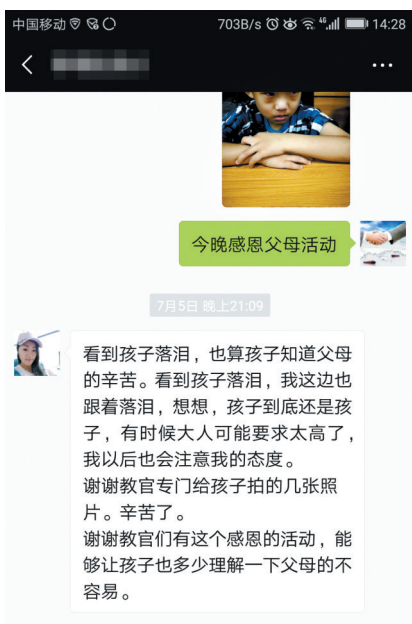 中国移动
703B/s 4G 14:28
今晚感恩父母活动
7月5日 晚上21:09
看到孩子落泪，也算孩子知道父母
的辛苦。看到孩子落泪，我这边也
跟着落泪，想想，孩子到底还是孩
子，有时候大人可能要求太高了，
我以后也会注意我的态度。
谢谢教官专门给孩子拍的几张照
片。辛苦了。
谢谢教官们有这个感恩的活动，能
够让孩子也多少理解一下父母的不
容易。